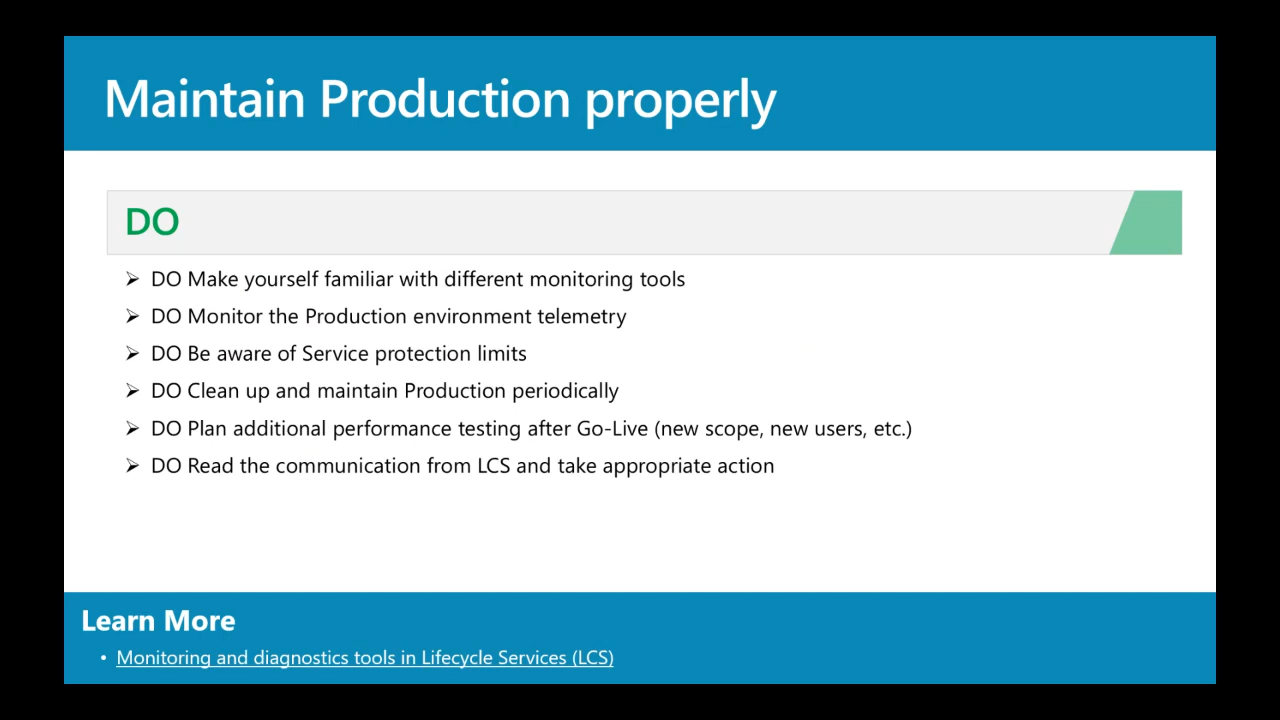 Maintain Production properly
DO
➢ DO Make yourself familiar with different monitoring tools
➢ DO Monitor the Production environment telemetry
➢ DO Be aware of Service protection limits
➢ DO Clean up and maintain Production periodically
➢ DO Plan additional performance testing after Go-Live (new scope, new users, etc.)
➢ DO Read the communication from LCS and take appropriate action
Learn More
• Monitoring and diagnostics tools in Lifecycle Services (LCS)